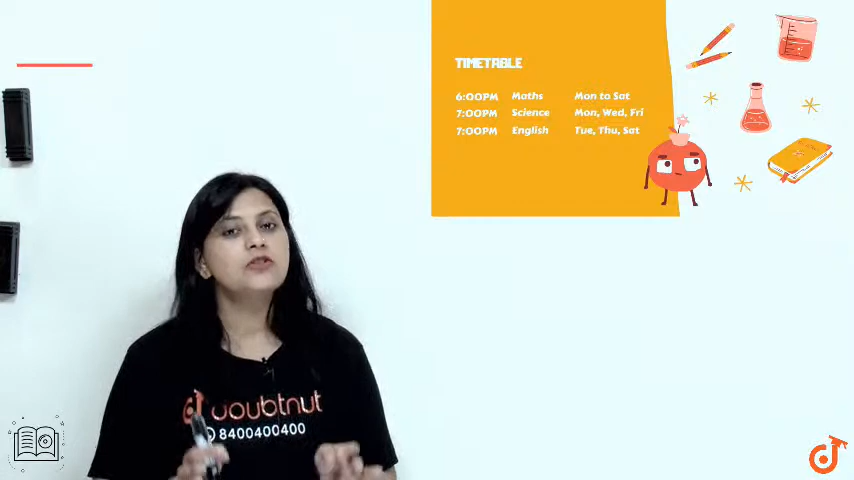 TIMETABLE
6:00PM Maths Mon to Sat
7:00PM Science Mon, Wed, Fri
7:00PM English Tue, Thu, Sat
doubtnut
8400400400